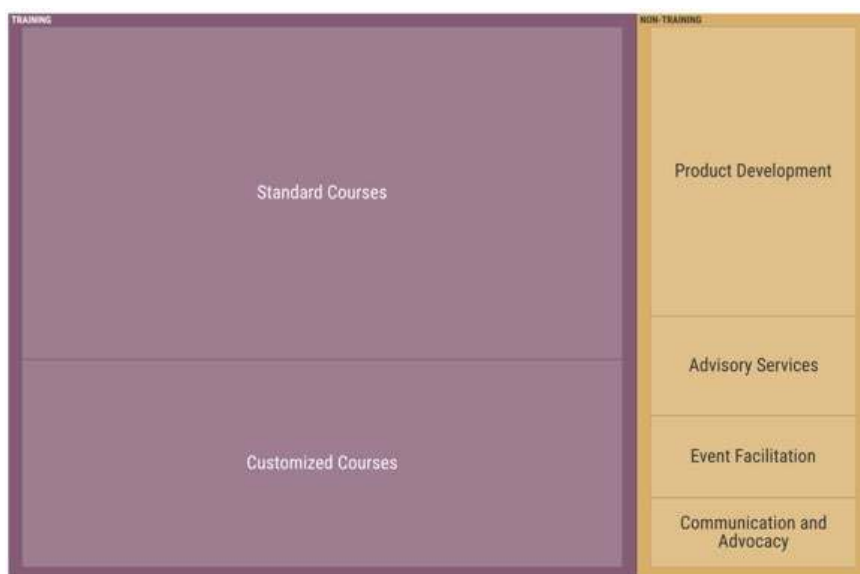 TRAINING
Standard Courses
Customized Courses
NON-TRAINING
Product Development
Advisory Services
Event Facilitation
Communication and
Advocacy